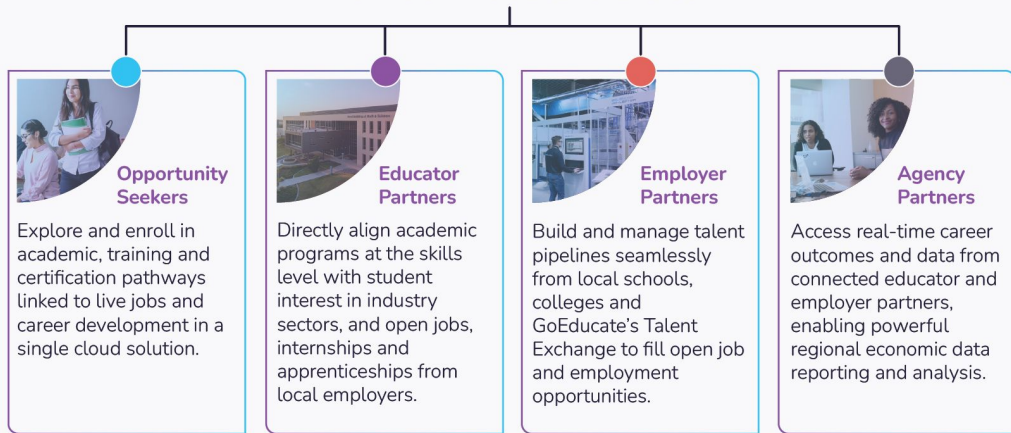 Opportunity
Seekers
Explore and enroll in
academic, training and
certification pathways
linked to live jobs and
career development in a
single cloud solution.
Educator
Partners
Directly align academic
programs at the skills
level with student
interest in industry
sectors, and open jobs,
internships and
apprenticeships from
local employers.
Employer
Partners
Build and manage talent
pipelines seamlessly
from local schools,
colleges and
GoEducate’s Talent
Exchange to fill open job
and employment
opportunities.
Agency
Partners
Access real-time career
outcomes and data from
connected educator and
employer partners,
enabling powerful
regional economic data
reporting and analysis.